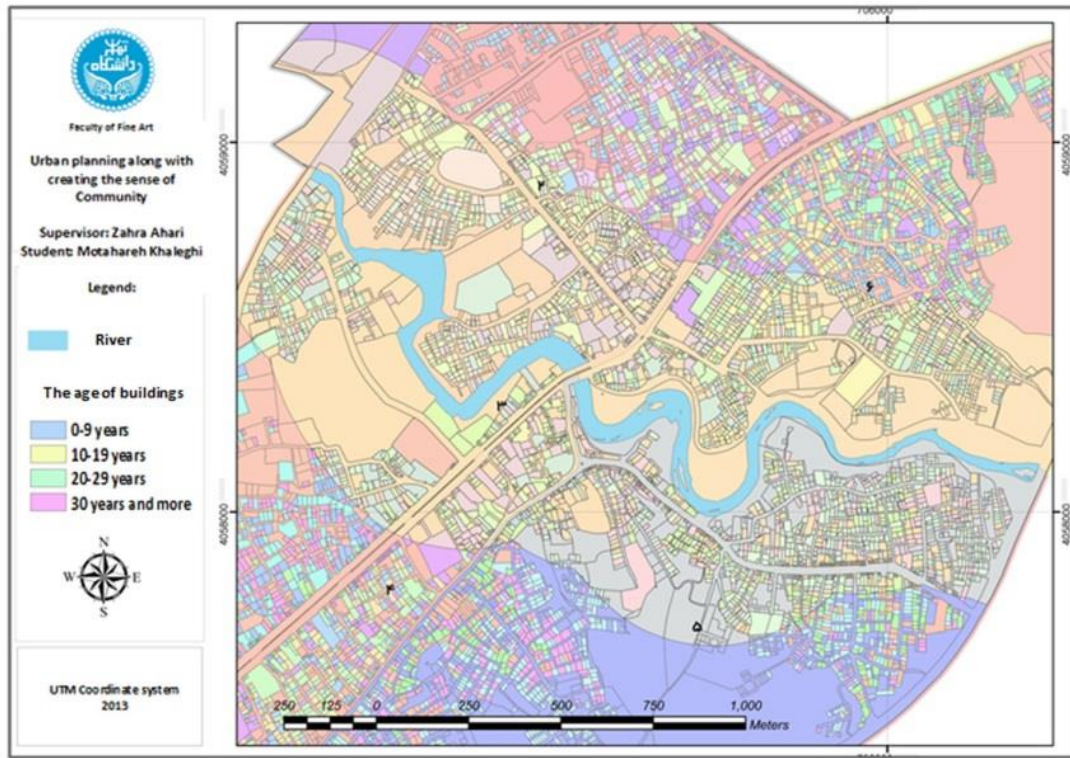 دانشگاه
تهران
Faculty of Fine Art
Urban planning along with
creating the sense of
Community
Supervisor: Zahra Ahari
Student: Motahareh Khaleghi
Legend:
River
The age of buildings
0-9 years
10-19 years
20-29 years
30 years and more
N
W E
S
UTM Coordinate system
2013
706000
4059000
4059000
4058000
4058000
۲
۶
۳
۴
۵
250 125 0 250 500 750 1,000
Meters